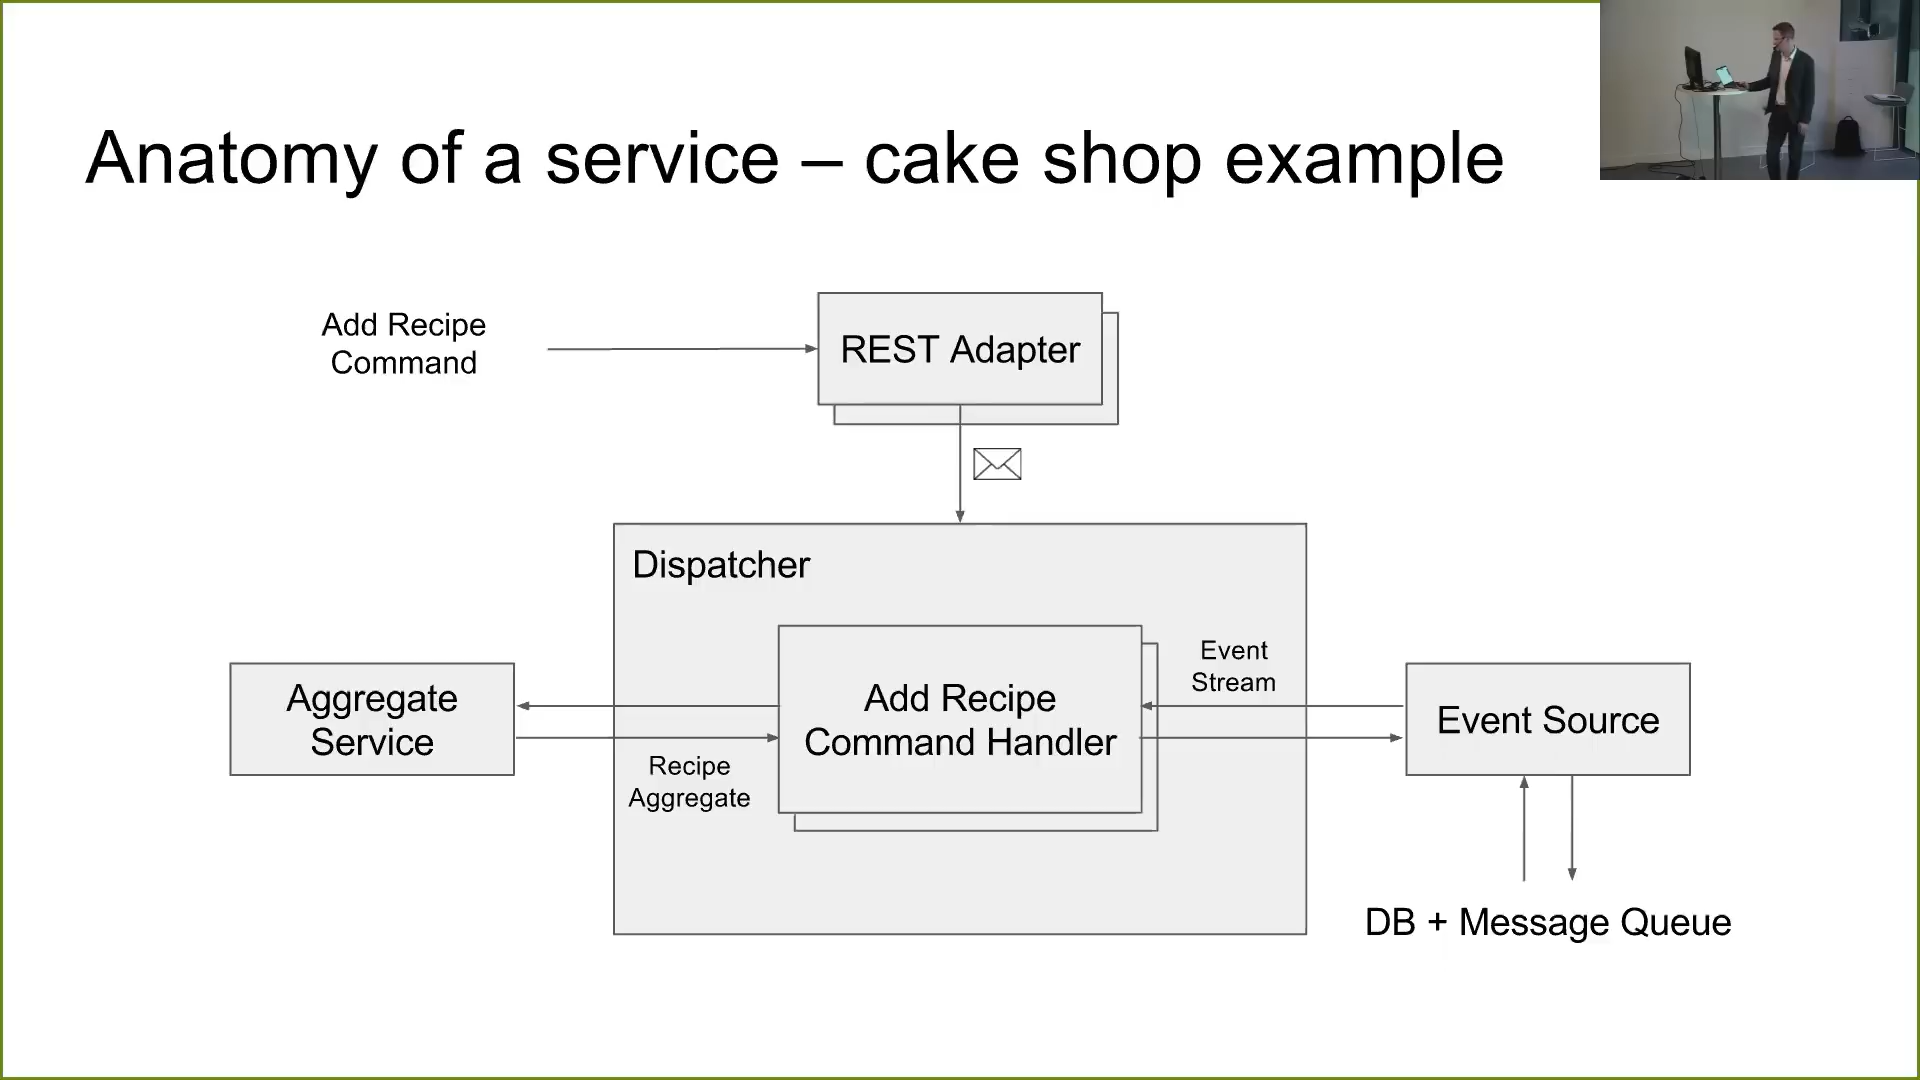 Anatomy of a service – cake shop example
Add Recipe
Command
REST Adapter
Dispatcher
Aggregate
Service
Recipe
Aggregate
Add Recipe
Command Handler
Event
Stream
Event Source
DB + Message Queue